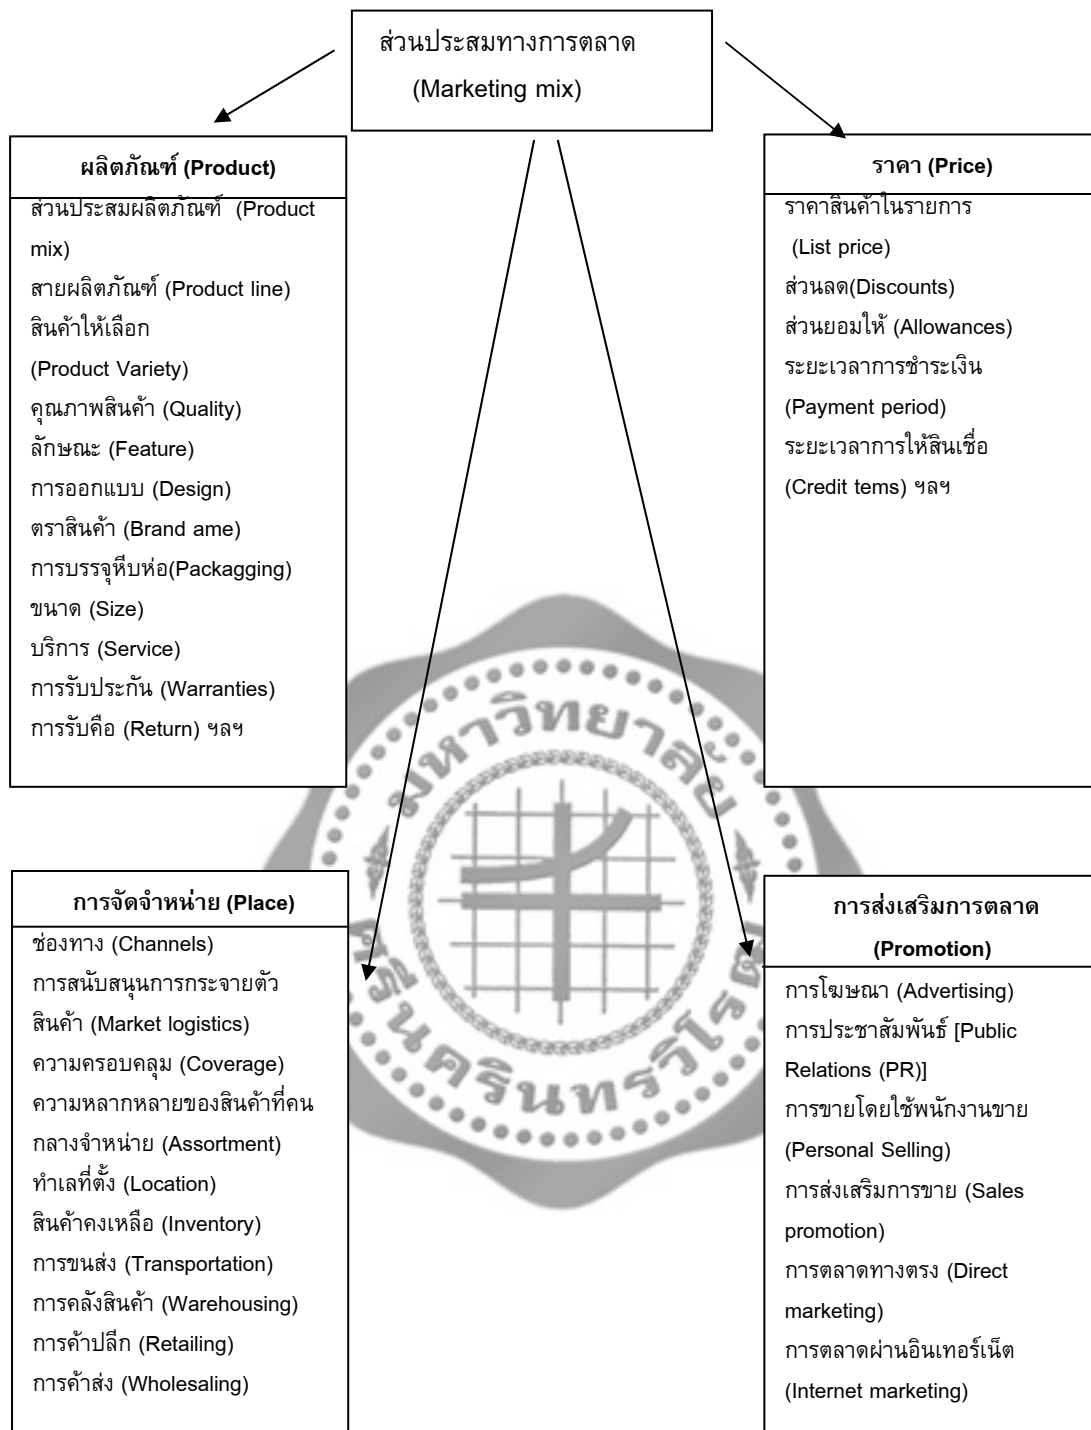 ส่วนประสมทางการตลาด
(Marketing mix)
ผลิตภัณฑ์ (Product)
ส่วนประสมผลิตภัณฑ์ (Product
mix)
สายผลิตภัณฑ์ (Product line)
สินค้าให้เลือก
(Product Variety)
คุณภาพสินค้า (Quality)
ลักษณะ (Feature)
การออกแบบ (Design)
ตราสินค้า (Brand ame)
การบรรจุหีบห่อ(Packagging)
ขนาด (Size)
บริการ (Service)
การรับประกัน (Warranties)
การรับคือ (Return) ฯลฯ
ราคา (Price)
ราคาสินค้าในรายการ
(List price)
ส่วนลด(Discounts)
ส่วนยอมให้ (Allowances)
ระยะเวลาการชำระเงิน
(Payment period)
ระยะเวลาการให้สินเชื่อ
(Credit tems) ฯลฯ
มหาวิทยาลัย
ศรีนครินทรวิโรฒ
การจัดจำหน่าย (Place)
ช่องทาง (Channels)
การสนับสนุนการกระจายตัว
สินค้า (Market logistics)
ความครอบคลุม (Coverage)
ความหลากหลายของสินค้าที่คน
กลางจำหน่าย (Assortment)
ทำเลที่ตั้ง (Location)
สินค้าคงเหลือ (Inventory)
การขนส่ง (Transportation)
การคลังสินค้า (Warehousing)
การค้าปลีก (Retailing)
การค้าส่ง (Wholesaling)
การส่งเสริมการตลาด
(Promotion)
การโฆษณา (Advertising)
การประชาสัมพันธ์ [Public
Relations (PR)]
การขายโดยใช้พนักงานขาย
(Personal Selling)
การส่งเสริมการขาย (Sales
promotion)
การตลาดทางตรง (Direct
marketing)
การตลาดผ่านอินเทอร์เน็ต
(Internet marketing)